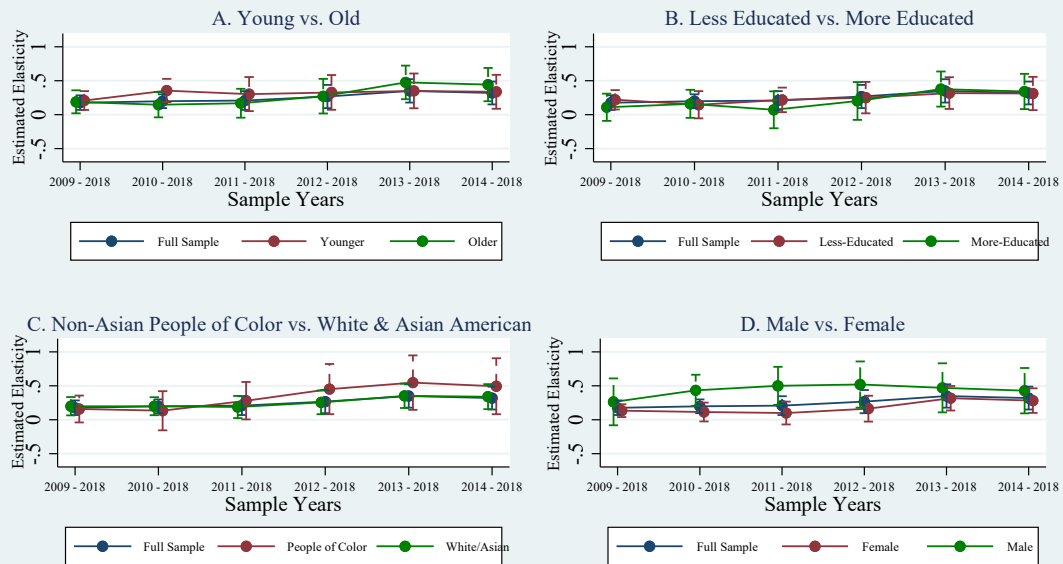 A. Young vs. Old
Estimated Elasticity
1
.5
0
-.5
2009 - 2018 2010 - 2018 2011 - 2018 2012 - 2018 2013 - 2018 2014 - 2018
Sample Years
Full Sample Younger Older
B. Less Educated vs. More Educated
Estimated Elasticity
1
.5
0
-.5
2009 - 2018 2010 - 2018 2011 - 2018 2012 - 2018 2013 - 2018 2014 - 2018
Sample Years
Full Sample Less-Educated More-Educated
C. Non-Asian People of Color vs. White & Asian American
Estimated Elasticity
1
.5
0
-.5
2009 - 2018 2010 - 2018 2011 - 2018 2012 - 2018 2013 - 2018 2014 - 2018
Sample Years
Full Sample People of Color White/Asian
D. Male vs. Female
Estimated Elasticity
1
.5
0
-.5
2009 - 2018 2010 - 2018 2011 - 2018 2012 - 2018 2013 - 2018 2014 - 2018
Sample Years
Full Sample Female Male